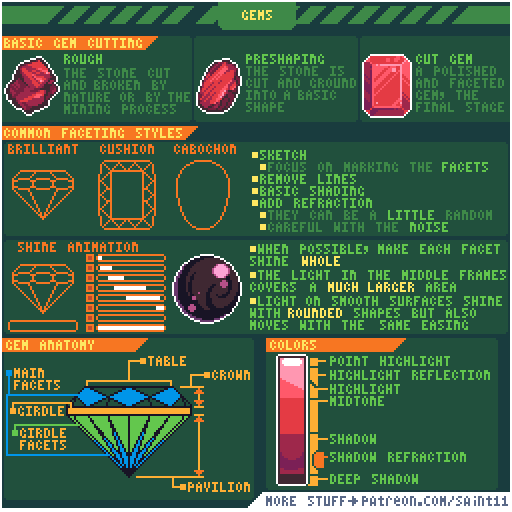 GEMS
BASIC GEM CUTTING
ROUGH
THE STONE CUT
AND BROKEN BY
NATURE OR BY THE
MINING PROCESS
PRESHAPING
THE STONE IS
CUT AND GROUND
INTO A BASIC
SHAPE
CUT GEM
A POLISHED
AND FACETED
GEM, THE
FINAL STAGE
COMMON FACETING STYLES
BRILLIANT
CUSHION
CABOCHON
SKETCH
FOCUS ON MARKING THE FACETS
REMOVE LINES
BASIC SHADING
ADD REFRACTION
THEY CAN BE A LITTLE RANDOM
CAREFUL WITH THE NOISE
SHINE ANIMATION
WHEN POSSIBLE, MAKE EACH FACET
SHINE WHOLE
THE LIGHT IN THE MIDDLE FRAMES
COVERS A MUCH LARGER AREA
LIGHT ON SMOOTH SURFACES SHINE
WITH ROUNDED SHAPES BUT ALSO
MOVES WITH THE SAME EASING
GEM ANATOMY
MAIN
FACETS
GIRDLE
GIRDLE
FACETS
TABLE
CROWN
PAVILION
COLORS
POINT HIGHLIGHT
HIGHLIGHT REFLECTION
HIGHLIGHT
MIDTONE
SHADOW
SHADOW REFRACTION
DEEP SHADOW
MORE STUFF→PATREON.COM/SAINT11